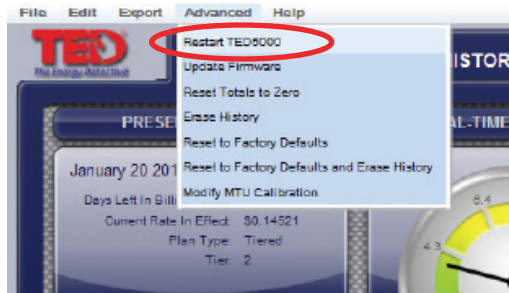 File Edit Export Advanced Help
TED
The Energy Detective
Restart TED5000
Update Firmware
Reset Totals to Zero
Erase History
Reset to Factory Defaults
Reset to Factory Defaults and Erase History
Modify MTU Calibration
ISTOR
PRESE
AL-TIME
January 20 201
Days Left In Billi
Current Rate In Effect: $0.14521
Plan Type: Tiered
Tier: 2
6.4
4.3